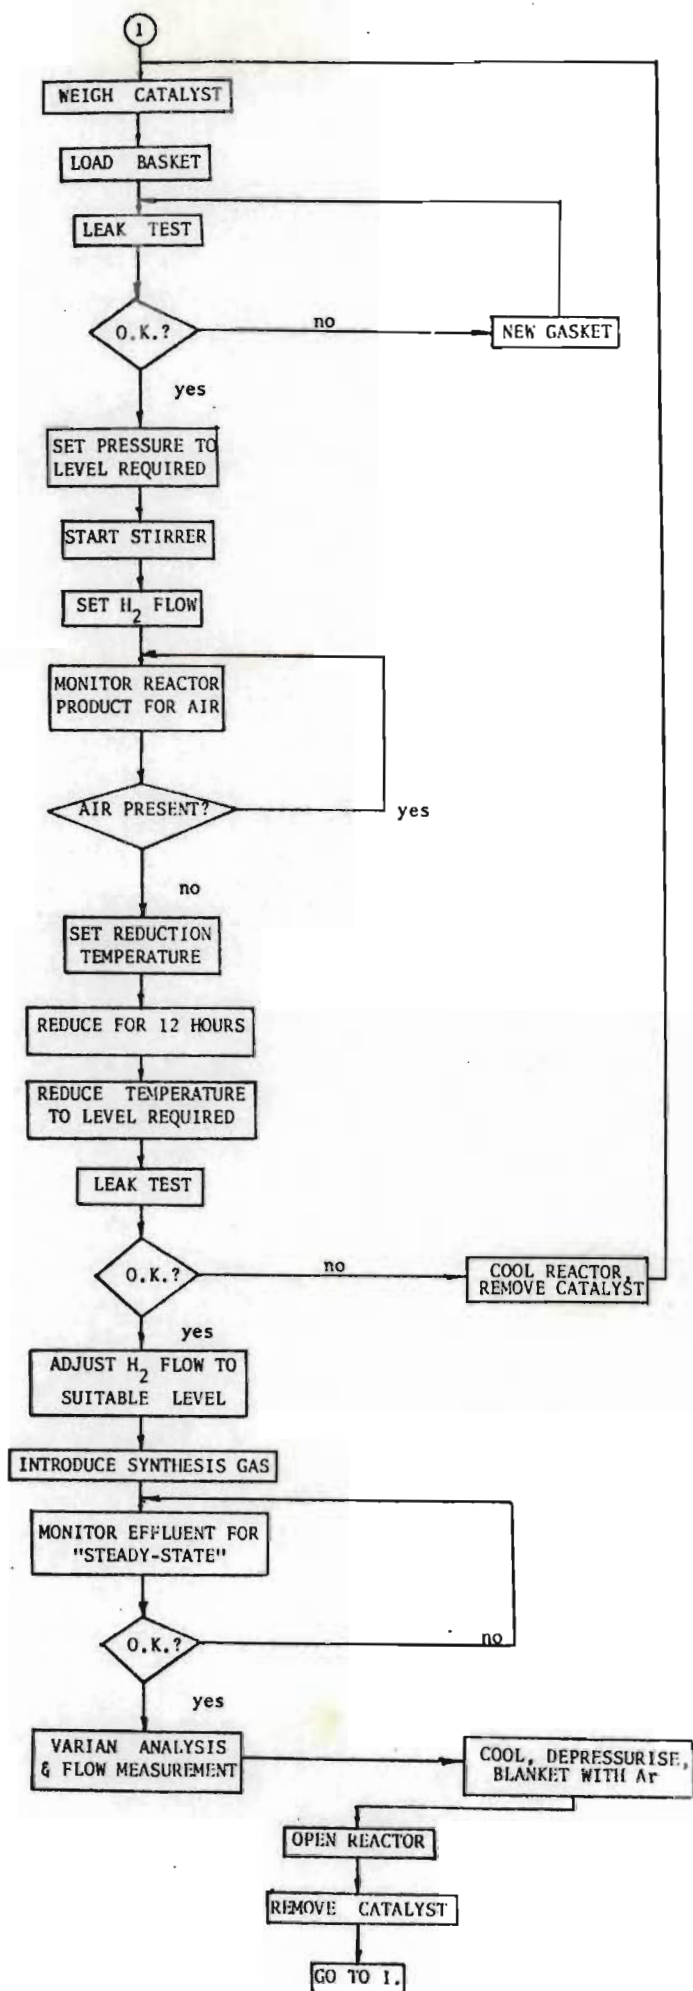 1
WEIGH CATALYST
LOAD BASKET
LEAK TEST
O.K.?
no
NEW GASKET
yes
SET PRESSURE TO
LEVEL REQUIRED
START STIRRER
SET H2 FLOW
MONITOR REACTOR
PRODUCT FOR AIR
AIR PRESENT?
yes
no
SET REDUCTION
TEMPERATURE
REDUCE FOR 12 HOURS
REDUCE TEMPERATURE
TO LEVEL REQUIRED
LEAK TEST
O.K.?
no
COOL REACTOR,
REMOVE CATALYST
yes
ADJUST H2 FLOW TO
SUITABLE LEVEL
INTRODUCE SYNTHESIS GAS
MONITOR EFFLUENT FOR
"STEADY-STATE"
O.K.?
no
yes
VARIAN ANALYSIS
& FLOW MEASUREMENT
COOL, DEPRESSURISE,
BLANKET WITH Ar
OPEN REACTOR
REMOVE CATALYST
GO TO 1.